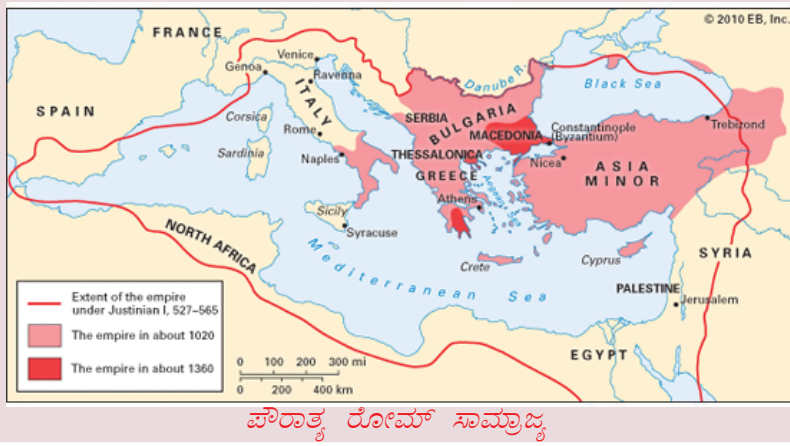 © 2010 EB, Inc.
FRANCE
Venice
Genoa
Ravenna
Danube R.
Black Sea
SPAIN
ITALY
Corsica
SERBIA
BULGARIA
Rome
MACEDONIA
Constantinople
(Byzantium)
Trebizond
Sardinia
Naples
THESSALONICA
Nicea
ASIA
MINOR
GREECE
Aegean Sea
Athens
Sicily
Syracuse
NORTH AFRICA
Mediterranean Sea
Crete
Cyprus
SYRIA
PALESTINE
Jerusalem
EGYPT
Extent of the empire
under Justinian I, 527–565
The empire in about 1020
The empire in about 1360
0 100 200 300 mi
0 200 400 km
ಪೌರಾತ್ಯ ರೋಮ್ ಸಾಮ್ರಾಜ್ಯ